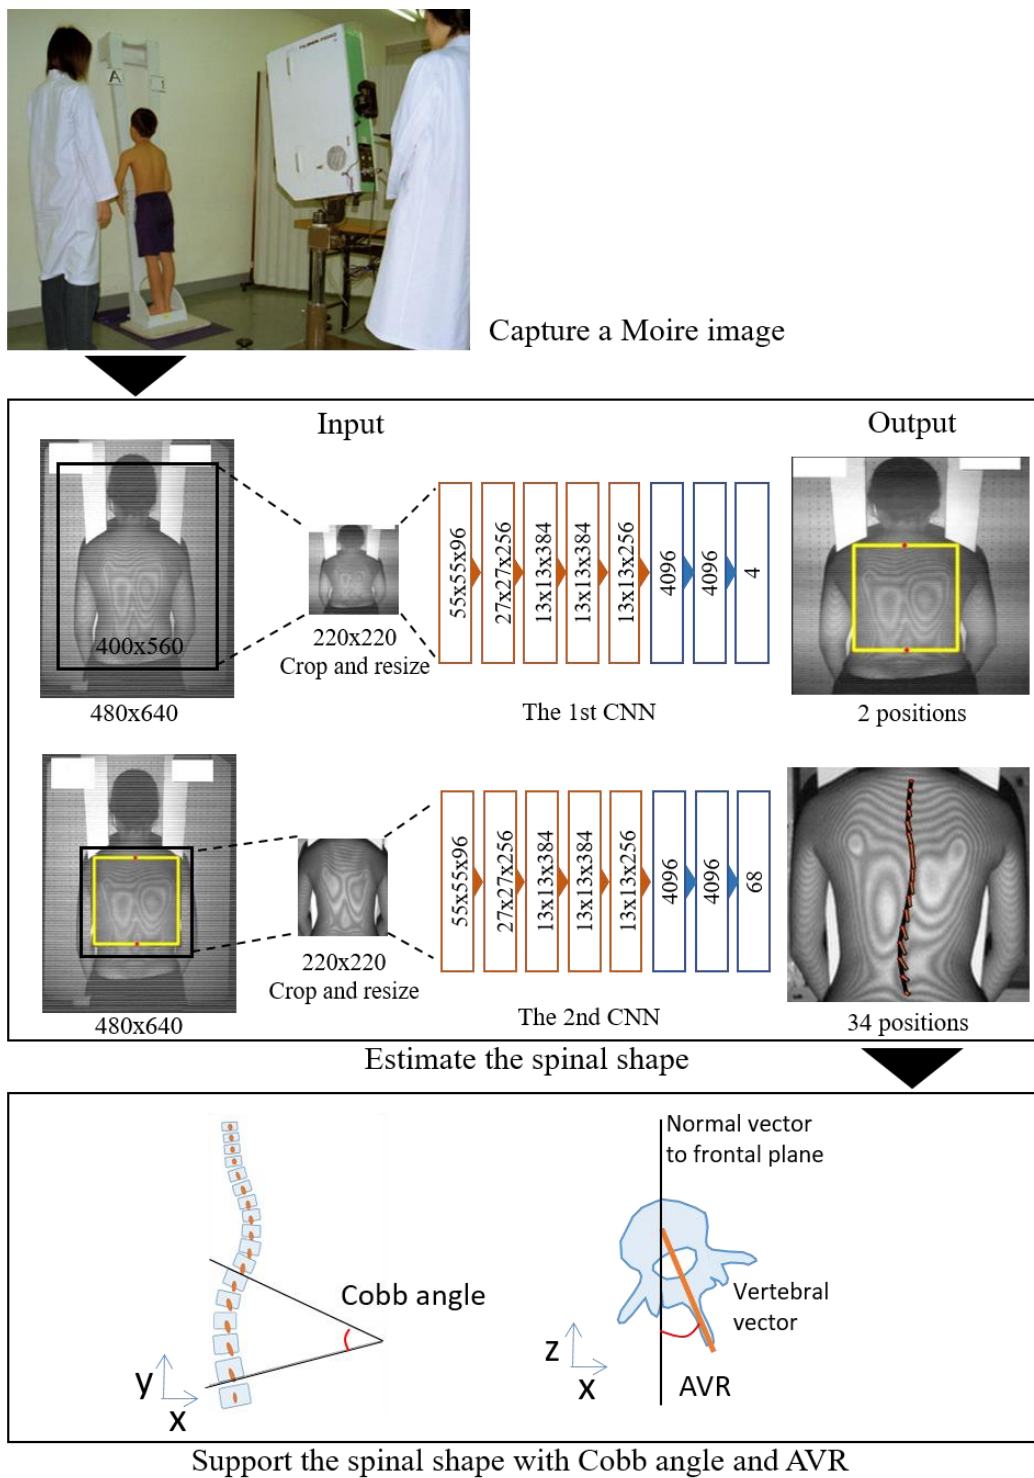 A
1
Capture a Moire image
Input
Output
400x560
480x640
220x220
Crop and resize
55x55x96
27x27x256
13x13x384
13x13x384
13x13x256
4096
4096
4
The 1st CNN
2 positions
480x640
220x220
Crop and resize
55x55x96
27x27x256
13x13x384
13x13x384
13x13x256
4096
4096
68
The 2nd CNN
34 positions
Estimate the spinal shape
Cobb angle
y
x
Normal vector
to frontal plane
Vertebral
vector
z
x
AVR
Support the spinal shape with Cobb angle and AVR